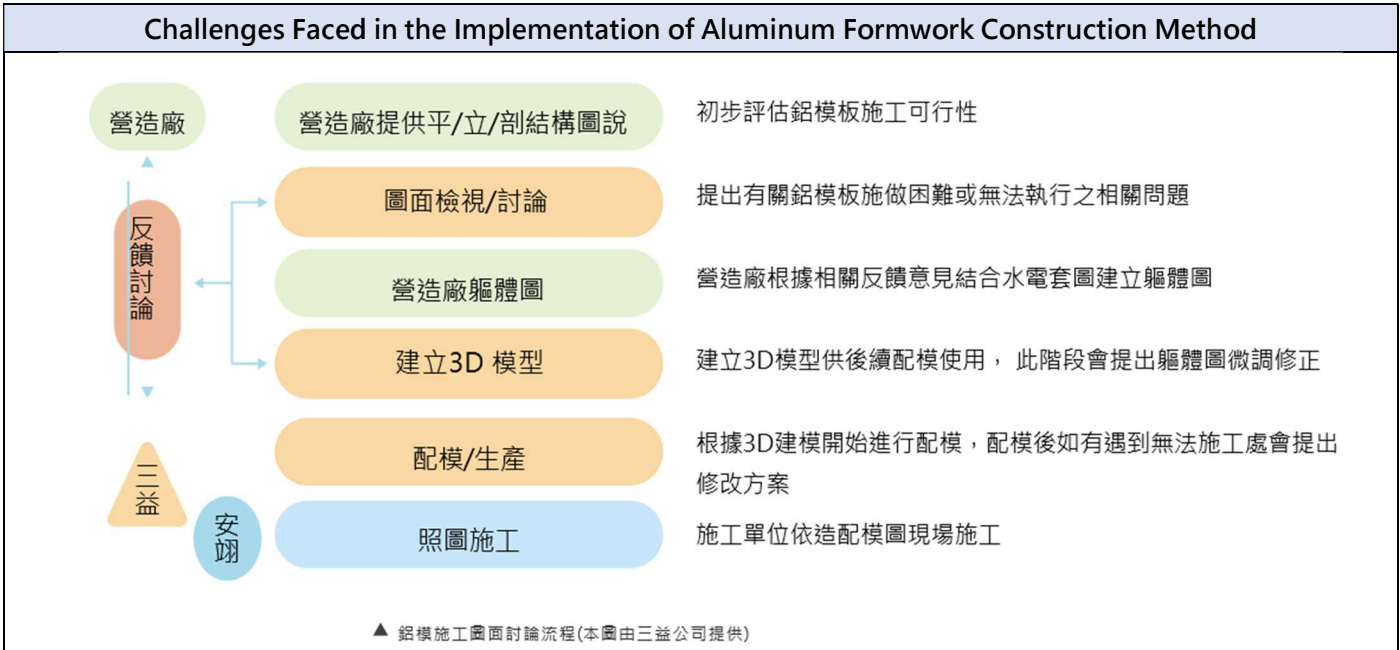 Challenges Faced in the Implementation of Aluminum Formwork Construction Method
營造廠
營造廠提供平/立/剖結構圖說
初步評估鋁模板施工可行性
反饋討論
圖面檢視/討論
提出有關鋁模板施做困難或無法執行之相關問題
營造廠軀體圖
營造廠根據相關反饋意見結合水電套圖建立軀體圖
建立3D 模型
建立3D模型供後續配模使用， 此階段會提出軀體圖微調修正
三益
配模/生產
根據3D建模開始進行配模，配模後如有遇到無法施工處會提出
修改方案
安翊
照圖施工
施工單位依造配模圖現場施工
▲ 鋁模施工圖面討論流程(本圖由三益公司提供)